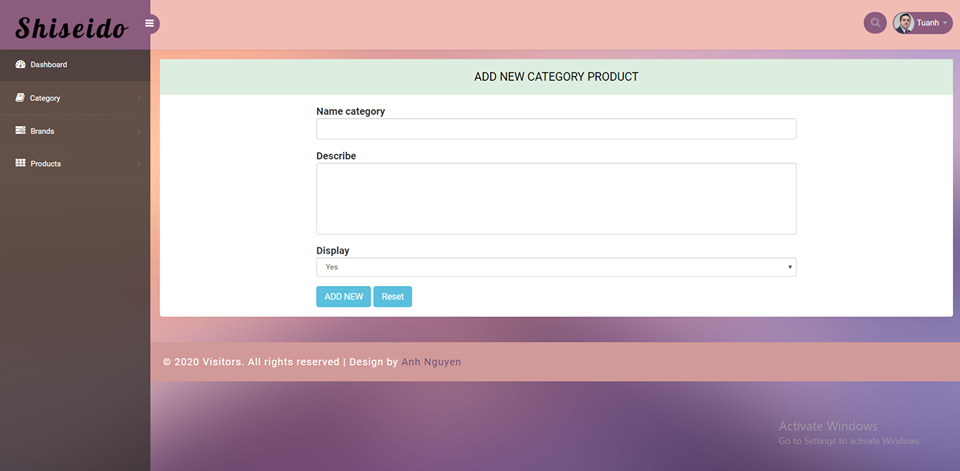 Shiseido
Tuanh
Dashboard
Category
Brands
Products
ADD NEW CATEGORY PRODUCT
Name category
Describe
Display
Yes
ADD NEW
Reset
© 2020 Visitors. All rights reserved | Design by Anh Nguyen
Activate Windows
Go to Settings to activate Windows.